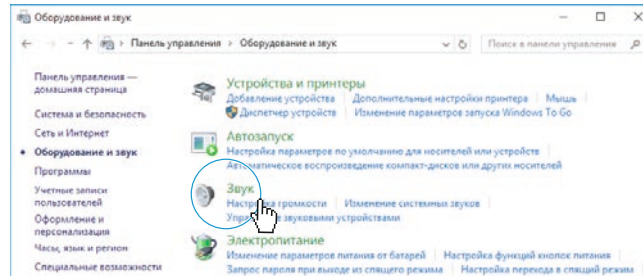 Оборудование и звук
Панель управления > Оборудование и звук
Поиск в панели управления
Панель управления —
домашняя страница
Система и безопасность
Сеть и Интернет
Оборудование и звук
Программы
Учетные записи
пользователей
Оформление и
персонализация
Часы, язык и регион
Специальные возможности
Устройства и принтеры
Добавление устройства Дополнительные настройки принтера Мышь
Диспетчер устройств Изменение параметров запуска Windows To Go
Автозапуск
Настройка параметров по умолчанию для носителей или устройств
Автоматическое воспроизведение компакт-дисков или других носителей
Звук
Настройка громкости Изменение системных звуков
звуковыми устройствами
Электропитание
Изменение параметров питания от батарей Настройка функций кнопок питания
Запрос пароля при выходе из спящего режима Настройка перехода в спящий режим